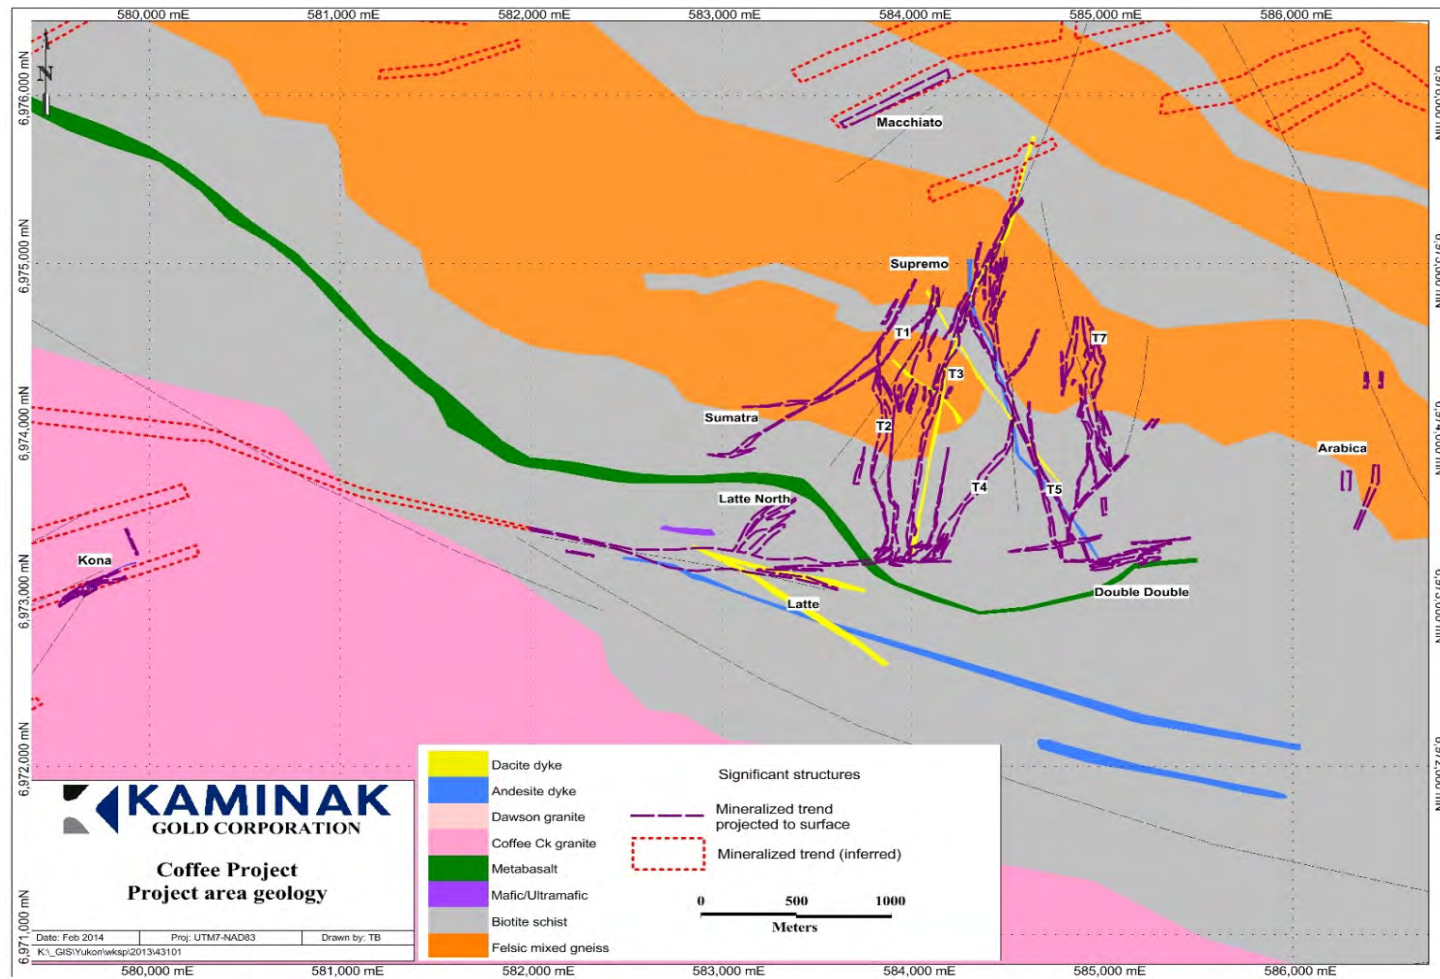 580,000 mE
581,000 mE
582,000 mE
583,000 mE
584,000 mE
585,000 mE
586,000 mE
N
6,976,000 mN
6,975,000 mN
6,974,000 mN
6,973,000 mN
6,972,000 mN
6,971,000 mN
Macchiato
Supremo
T1
T7
T3
Sumatra
T2
Arabica
T4
T5
Latte North
Kona
Double Double
Latte
KAMINAK
GOLD CORPORATION
Coffee Project
Project area geology
Date: Feb 2014
Proj: UTM7-NAD83
Drawn by: TB
K:\_GIS\Yukon\wksp\2013\43101
Dacite dyke
Andesite dyke
Dawson granite
Coffee Ck granite
Metabasalt
Mafic/Ultramafic
Biotite schist
Felsic mixed gneiss
Significant structures
Mineralized trend
projected to surface
Mineralized trend (inferred)
0
500
1000
Meters
580,000 mE
581,000 mE
582,000 mE
583,000 mE
584,000 mE
585,000 mE
586,000 mE